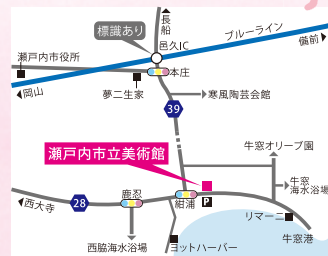 長船
標識あり
邑久IC
ブルーライン
備前
瀬戸内市役所
本庄
岡山
夢二生家
寒風陶芸会館
39
牛窓オリーブ園
瀬戸内市立美術館
牛窓
海水浴場
鹿忍
西大寺
28
紺浦
P
リマーニ
牛窓港
西脇海水浴場
ヨットハーバー